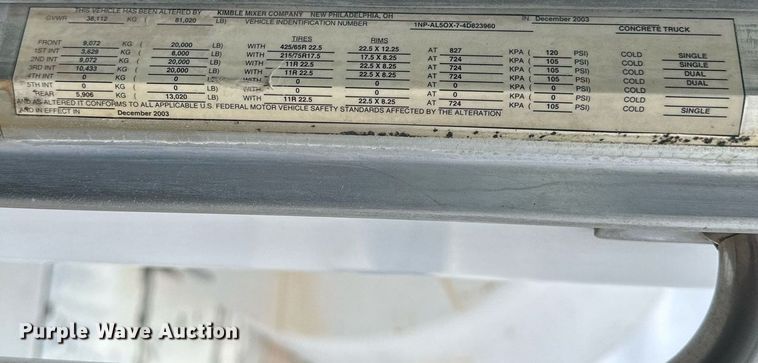 THIS VEHICLE HAS BEEN ALTERED BY KIMBLE MIXER COMPANY NEW PHILADELPHIA, OH IN December 2003
GVWR 38,112 KG ( 81,020 LB) VEHICLE INDENTIFICATION NUMBER 1NP-AL5OX-7-4D823960 CONCRETE TRUCK
TIRES RIMS
FRONT 9,072 KG ( 20,000 LB) WITH 425/65R 22.5 22.5 X 12.25 AT 827 KPA ( 120 PSI) COLD SINGLE
1ST INT 3,629 KG ( 8,000 LB) WITH 215/75R17.5 17.5 X 8.25 AT 724 KPA ( 105 PSI) COLD SINGLE
2ND INT 9,072 KG ( 20,000 LB) WITH 11R 22.5 22.5 X 8.25 AT 724 KPA ( 105 PSI) COLD DUAL
3RD INT 10,433 KG ( 20,000 LB) WITH 11R 22.5 22.5 X 8.25 AT 724 KPA ( 105 PSI) COLD DUAL
4TH INT 0 KG ( 0 LB) WITH 0 0 AT 0 KPA ( 0 PSI) COLD
5TH INT 0 KG ( 0 LB) WITH 0 0 AT 0 KPA ( 0 PSI) COLD
REAR 5,906 KG ( 13,020 LB) WITH 11R 22.5 22.5 X 8.25 AT 724 KPA ( 105 PSI) COLD SINGLE
AND AS ALTERED IT CONFORMS TO ALL APPLICABLE U.S. FEDERAL MOTOR VEHICLE SAFETY STANDARDS AFFECTED BY THE ALTERATION
AND IN EFFECT IN December 2003
Purple Wave Auction